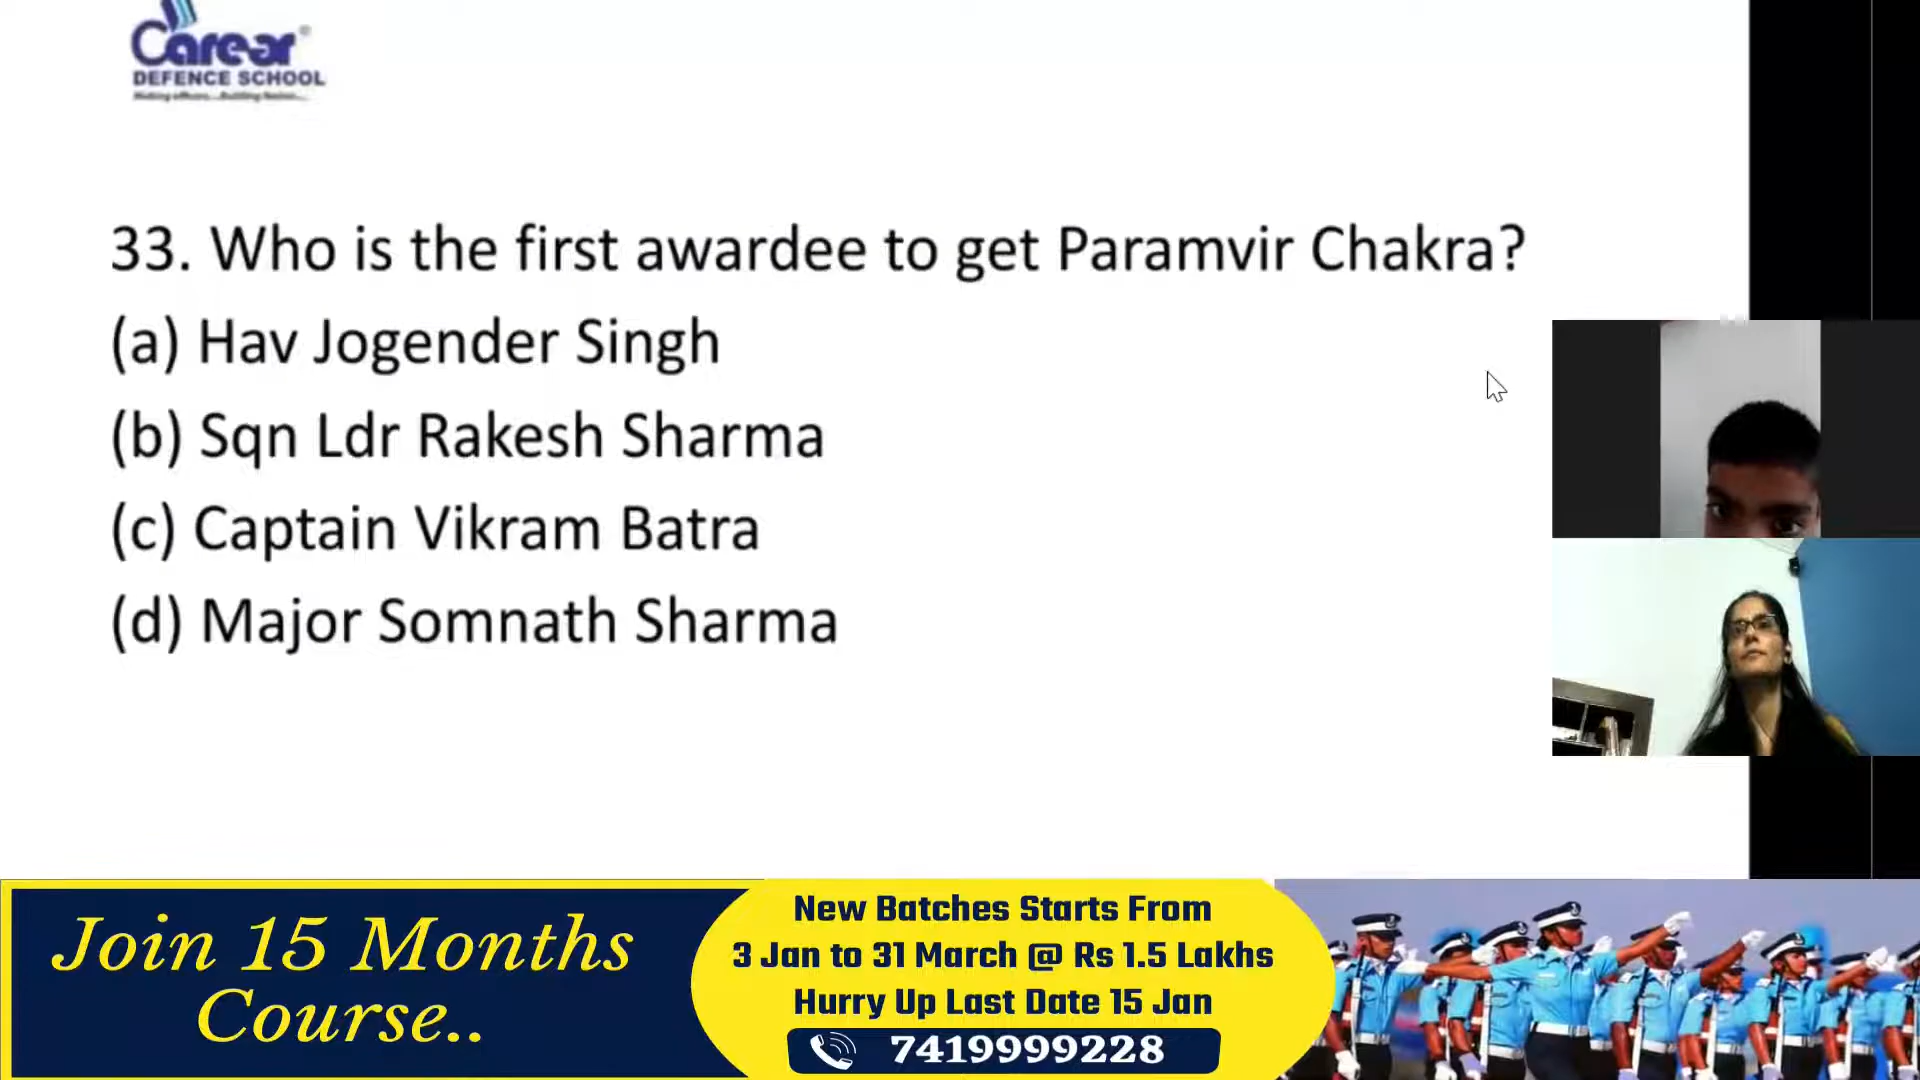 Carear
DEFENCE SCHOOL
33. Who is the first awardee to get Paramvir Chakra?
(a) Hav Jogender Singh
(b) Sqn Ldr Rakesh Sharma
(c) Captain Vikram Batra
(d) Major Somnath Sharma
Join 15 Months
Course..
New Batches Starts From
3 Jan to 31 March @ Rs 1.5 Lakhs
Hurry Up Last Date 15 Jan
7419999228